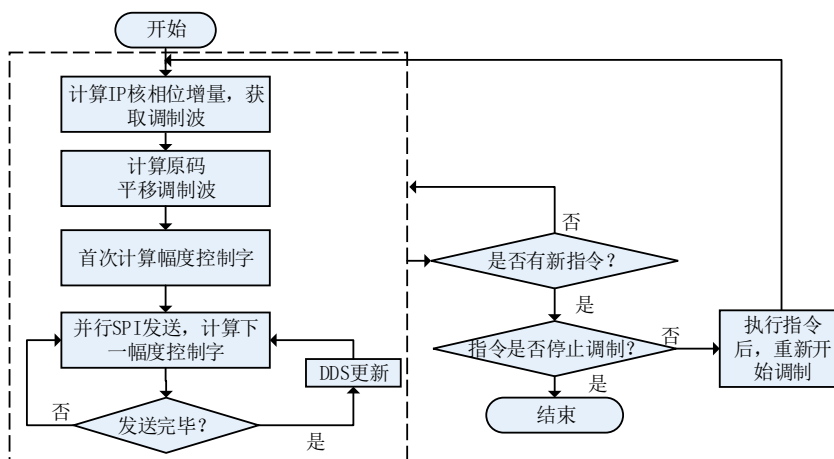 开始
计算IP核相位增量，获
取调制波
计算原码
平移调制波
首次计算幅度控制字
并行SPI发送，计算下
一幅度控制字
DDS更新
否
发送完毕？
是
否
是否有新指令？
是
指令是否停止调制？
否
执行指令
后，重新开
始调制
是
结束